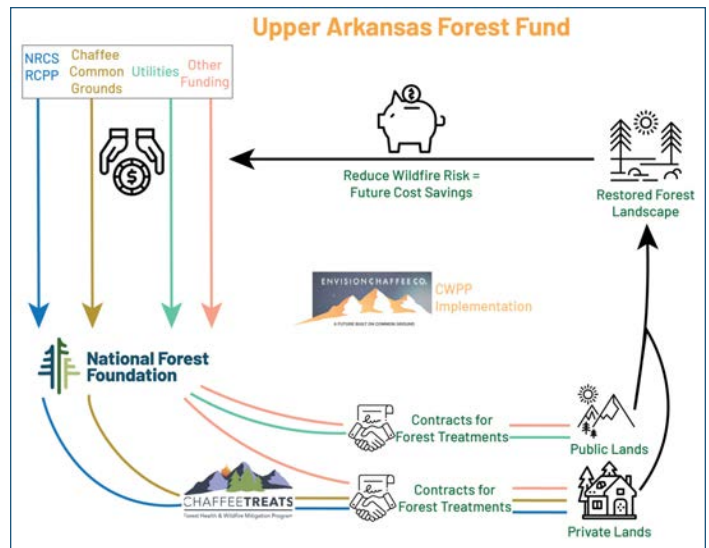 Upper Arkansas Forest Fund
NRCS
RCPP
Chaffee
Common
Grounds
Utilities
Other
Funding
Reduce Wildfire Risk =
Future Cost Savings
Restored Forest
Landscape
ENVISION CHAFFEE CO.
A FUTURE BUILT ON COMMON GROUND
CWPP
Implementation
National Forest
Foundation
Contracts for
Forest Treatments
Public Lands
CHAFFEETREATS
Forest Health & Wildfire Mitigation Program
Contracts for
Forest Treatments
Private Lands